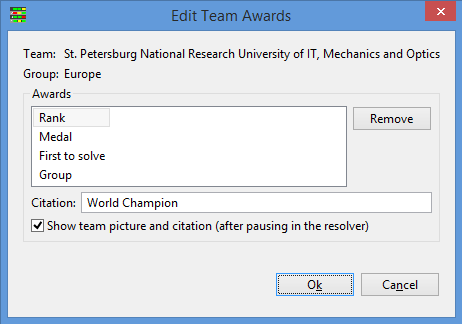 Edit Team Awards
Team: St. Petersburg National Research University of IT, Mechanics and Optics
Group: Europe
Awards
Rank
Medal
First to solve
Group
Remove
Citation: World Champion
Show team picture and citation (after pausing in the resolver)
Ok
Cancel